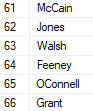 61 McCain
62 Jones
63 Walsh
64 Feeney
65 OConnell
66 Grant